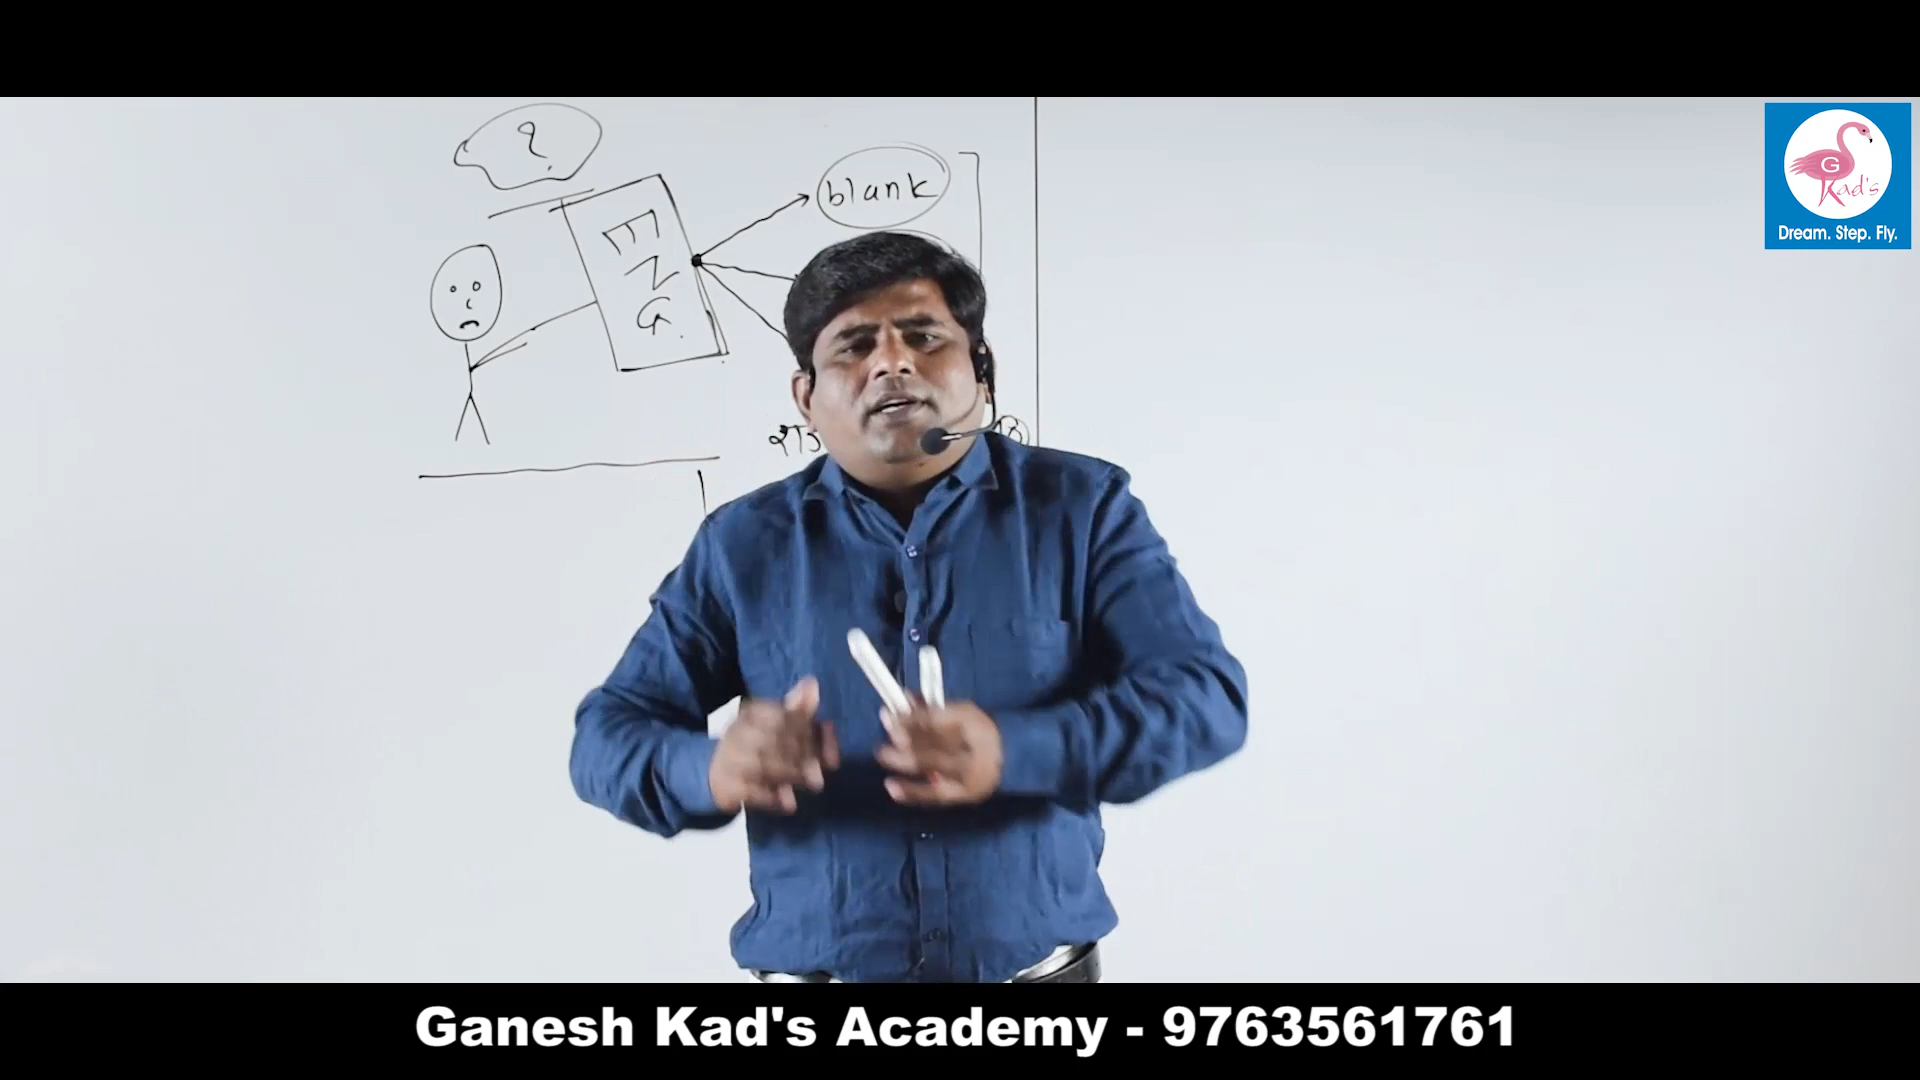 ?
blank
ENG
G
Kad's
Dream. Step. Fly.
Ganesh Kad's Academy - 9763561761